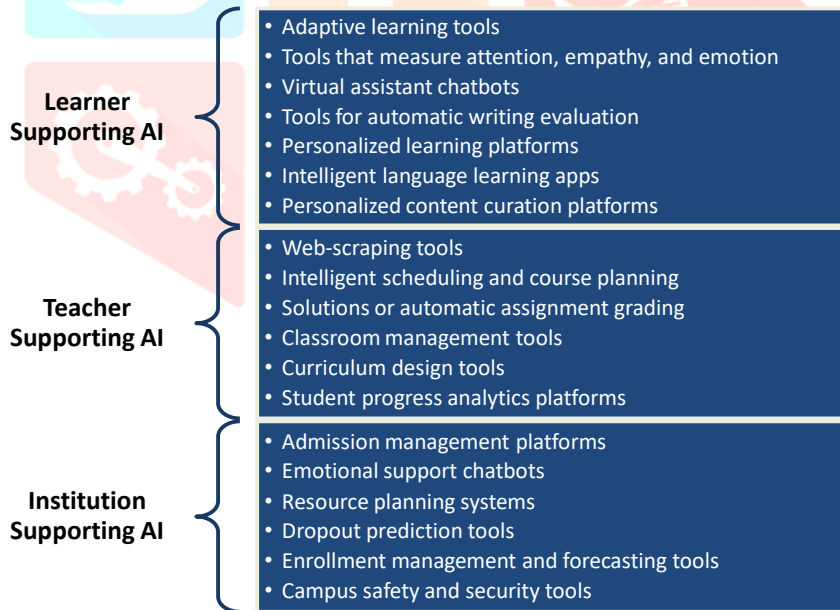 Learner
Supporting AI
• Adaptive learning tools
• Tools that measure attention, empathy, and emotion
• Virtual assistant chatbots
• Tools for automatic writing evaluation
• Personalized learning platforms
• Intelligent language learning apps
• Personalized content curation platforms
Teacher
Supporting AI
• Web-scraping tools
• Intelligent scheduling and course planning
• Solutions or automatic assignment grading
• Classroom management tools
• Curriculum design tools
• Student progress analytics platforms
Institution
Supporting AI
• Admission management platforms
• Emotional support chatbots
• Resource planning systems
• Dropout prediction tools
• Enrollment management and forecasting tools
• Campus safety and security tools